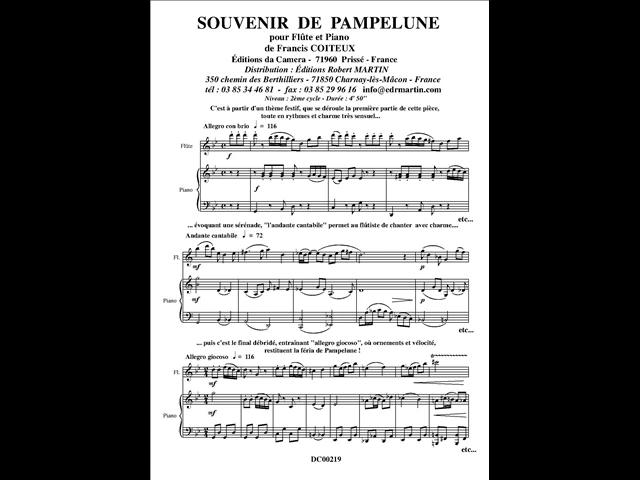 SOUVENIR DE PAMPELUNE
pour Flûte et Piano
de Francis COITEUX
Éditions da Camera - 71960 Prissé - France
Distribution : Éditions Robert MARTIN
350 chemin des Berthilliers - 71850 Charnay-lès-Mâcon - France
tél : 03 85 34 46 81 - fax : 03 85 29 96 16 info@edrmartin.com
Niveau : 2ème cycle - Durée : 4' 50"
C'est à partir d'un thème festif, que se déroule la première partie de cette pièce,
toute en rythmes et charme très sensuel...
Allegro con brio ♩ = 116
Flûte
f
f
Piano
etc...
... évoquant une sérénade, "l'andante cantabile" permet au flûtiste de chanter avec charme....
Andante cantabile ♩ = 72
Fl.
mf
p
mf
p
Piano
etc...
... puis c'est le final débridé, entraînant "allegro giocoso", où ornements et vélocité,
restituent la féria de Pampelune !
Allegro giocoso ♩ = 116
Fl.
mf
mf
Piano
etc...
DC00219